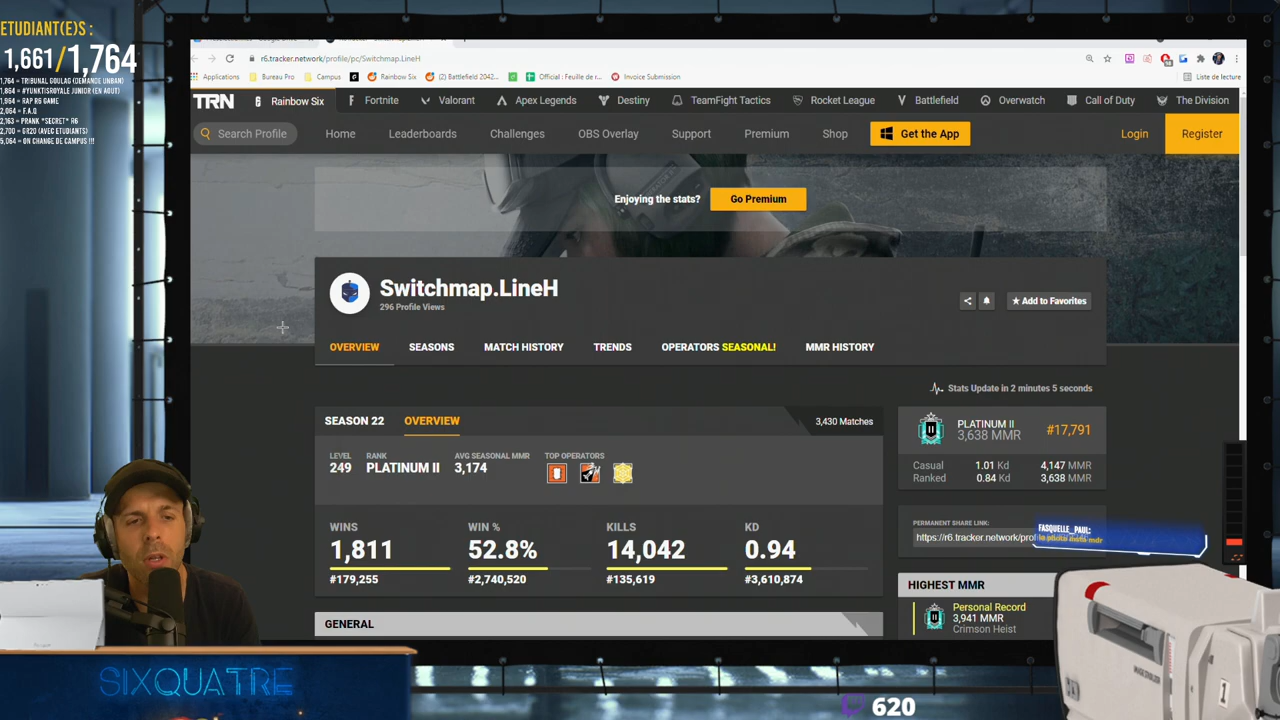 ETUDIANT(E)S :
1,661/1,764
1,764 = TRIBUNAL GOULAG (DEMANDE UNBAN)
1,864 = #YUNKTISROYALE JUNIOR (EN AOUT)
1,964 = RAP R6 GAME
2,064 = F.A.Q
2,163 = PRANK *SECRET* R6
2,700 = GR20 (AVEC ETUDIANTS)
5,064 = ON CHANGE DE CAMPUS !!!
r6.tracker.network/profile/pc/Switchmap.LineH
Applications Bureau Pro Campus Rainbow Six (2) Battlefield 2042... Official : Feuille de r... Invoice Submission Liste de lecture
TRN Rainbow Six Fortnite Valorant Apex Legends Destiny TeamFight Tactics Rocket League Battlefield Overwatch Call of Duty The Division
Search Profile Home Leaderboards Challenges OBS Overlay Support Premium Shop Get the App Login Register
Enjoying the stats? Go Premium
Switchmap.LineH
296 Profile Views
★ Add to Favorites
OVERVIEW SEASONS MATCH HISTORY TRENDS OPERATORS SEASONAL! MMR HISTORY
Stats Update in 2 minutes 5 seconds
SEASON 22 OVERVIEW 3,430 Matches
LEVEL RANK AVG SEASONAL MMR TOP OPERATORS
249 PLATINUM II 3,174
WINS WIN % KILLS KD
1,811 52.8% 14,042 0.94
#179,255 #2,740,520 #135,619 #3,610,874
GENERAL
PLATINUM II
3,638 MMR
#17,791
Casual 1.01 Kd 4,147 MMR
Ranked 0.84 Kd 3,638 MMR
PERMANENT SHARE LINK:
https://r6.tracker.network/prof
FASQUELLE_PAUL:
HIGHEST MMR
Personal Record
3,941 MMR
Crimson Heist
SIXQUATRE
620
1